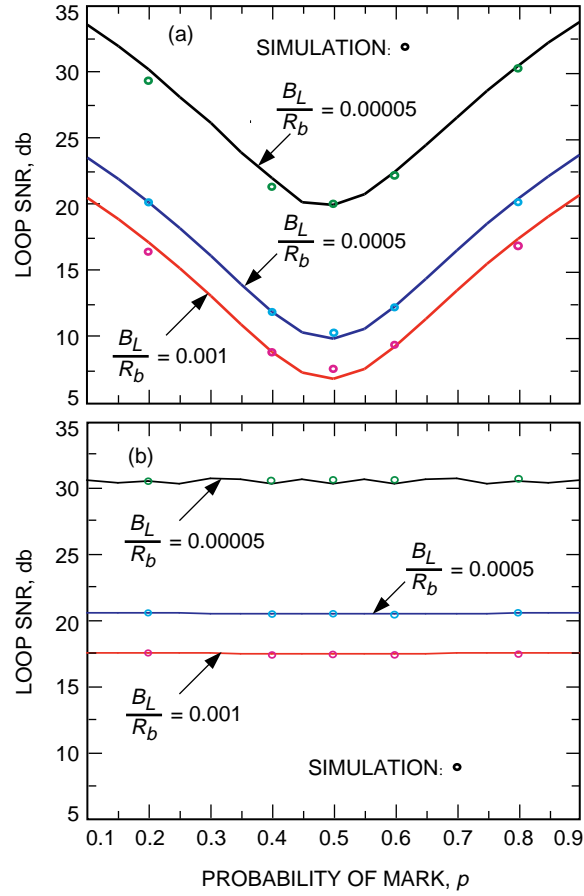 35
30
25
20
15
10
5
LOOP SNR, db
(a)
SIMULATION:
B_L
R_b
= 0.00005
B_L
R_b
= 0.0005
B_L
R_b
= 0.001
35
30
25
20
15
10
5
LOOP SNR, db
(b)
B_L
R_b
= 0.00005
B_L
R_b
= 0.0005
B_L
R_b
= 0.001
SIMULATION:
0.1 0.2 0.3 0.4 0.5 0.6 0.7 0.8 0.9
PROBABILITY OF MARK, p